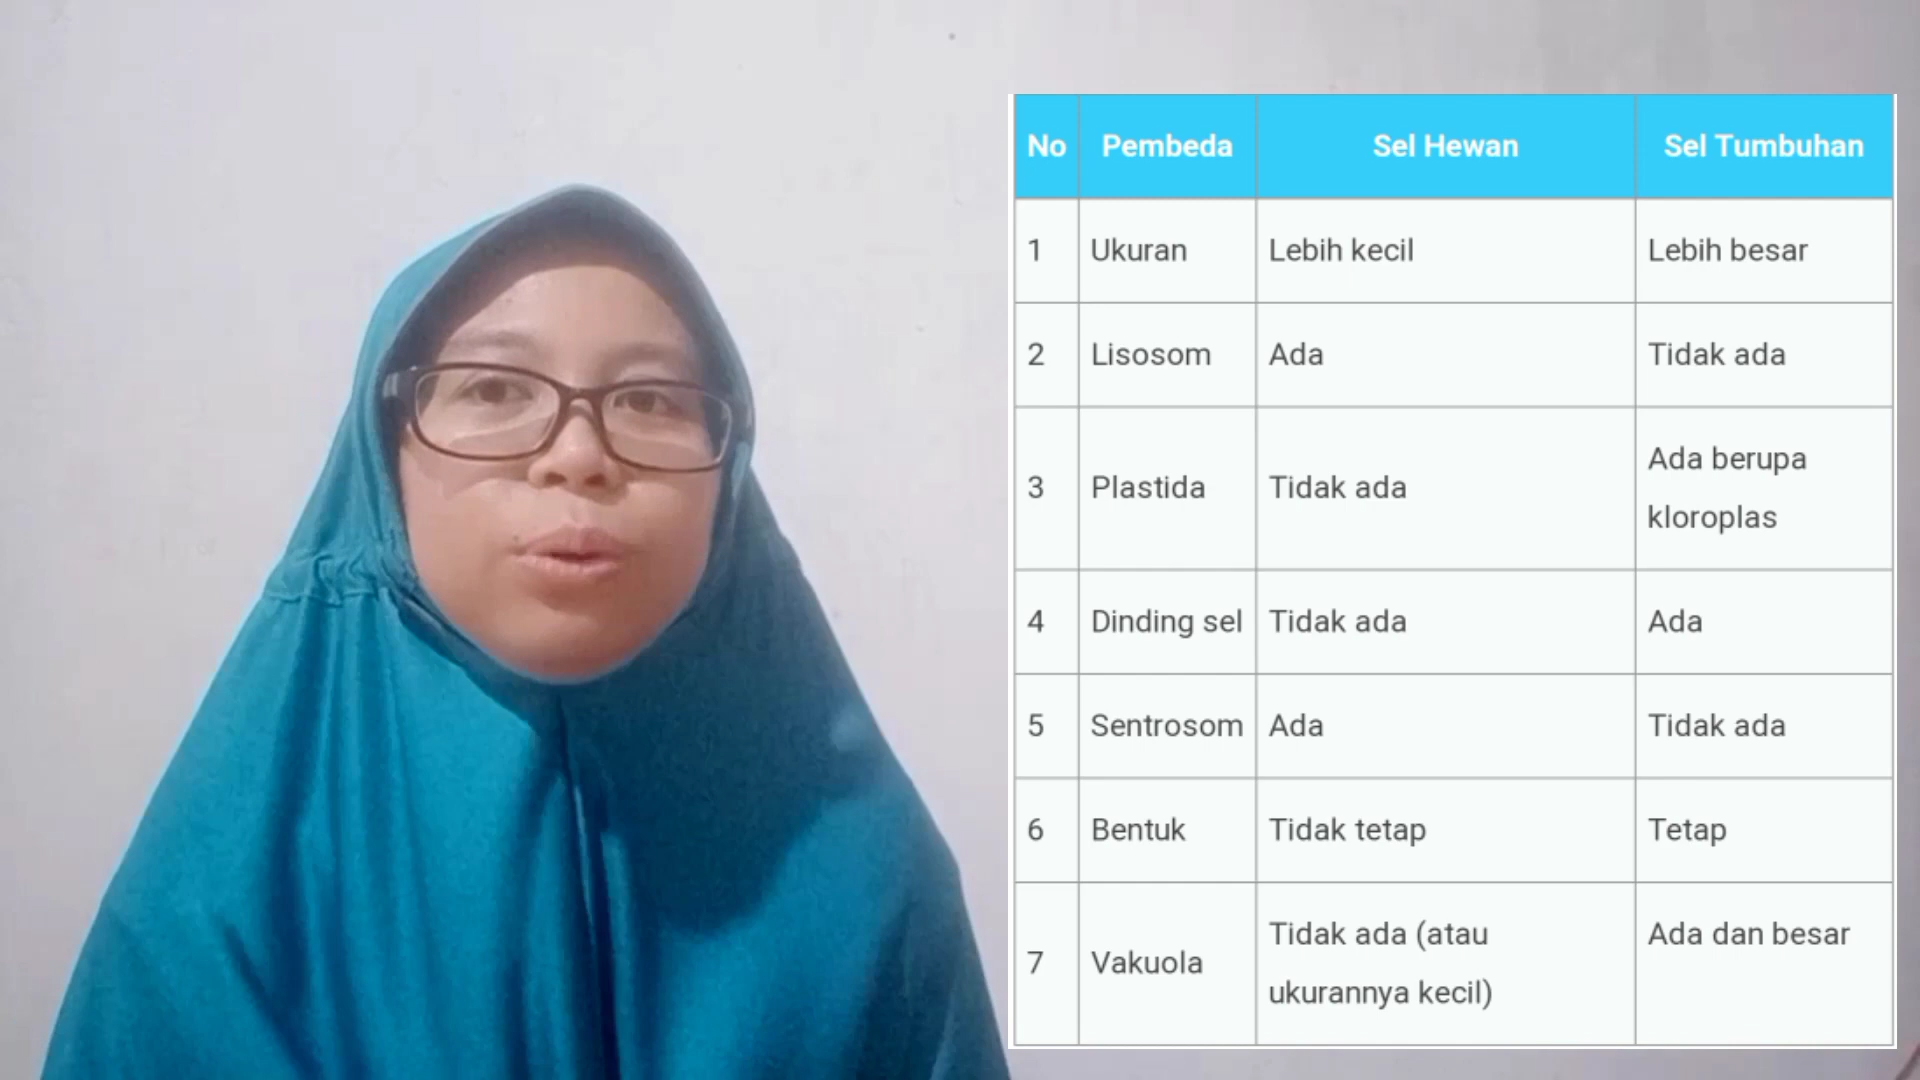 No Pembeda Sel Hewan Sel Tumbuhan
1 Ukuran Lebih kecil Lebih besar
2 Lisosom Ada Tidak ada
3 Plastida Tidak ada Ada berupa
kloroplas
4 Dinding sel Tidak ada Ada
5 Sentrosom Ada Tidak ada
6 Bentuk Tidak tetap Tetap
7 Vakuola Tidak ada (atau
ukurannya kecil)
Ada dan besar